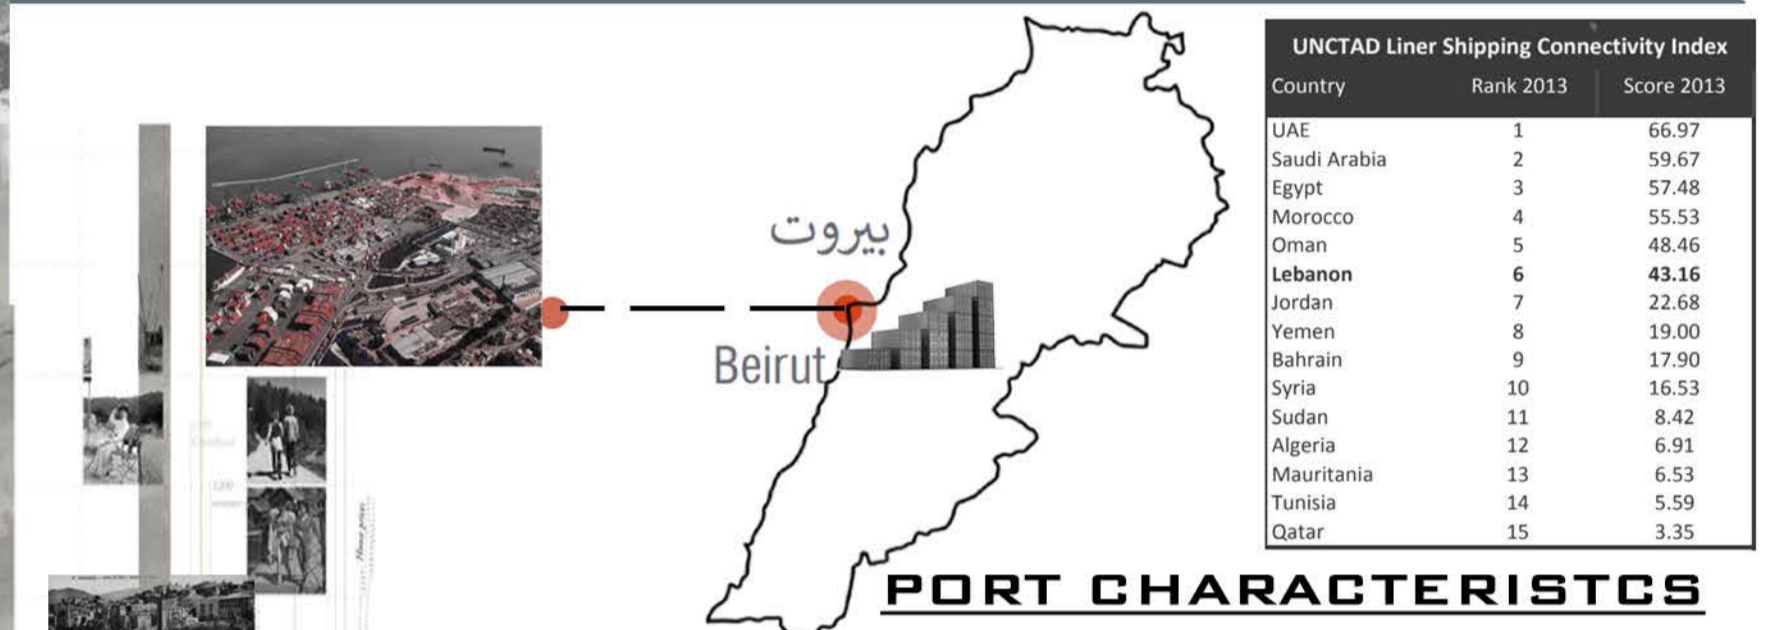 بيروت
Beirut
UNCTAD Liner Shipping Connectivity Index
Country Rank 2013 Score 2013
UAE 1 66.97
Saudi Arabia 2 59.67
Egypt 3 57.48
Morocco 4 55.53
Oman 5 48.46
Lebanon 6 43.16
Jordan 7 22.68
Yemen 8 19.00
Bahrain 9 17.90
Syria 10 16.53
Sudan 11 8.42
Algeria 12 6.91
Mauritania 13 6.53
Tunisia 14 5.59
Qatar 15 3.35
PORT CHARACTERISTCS